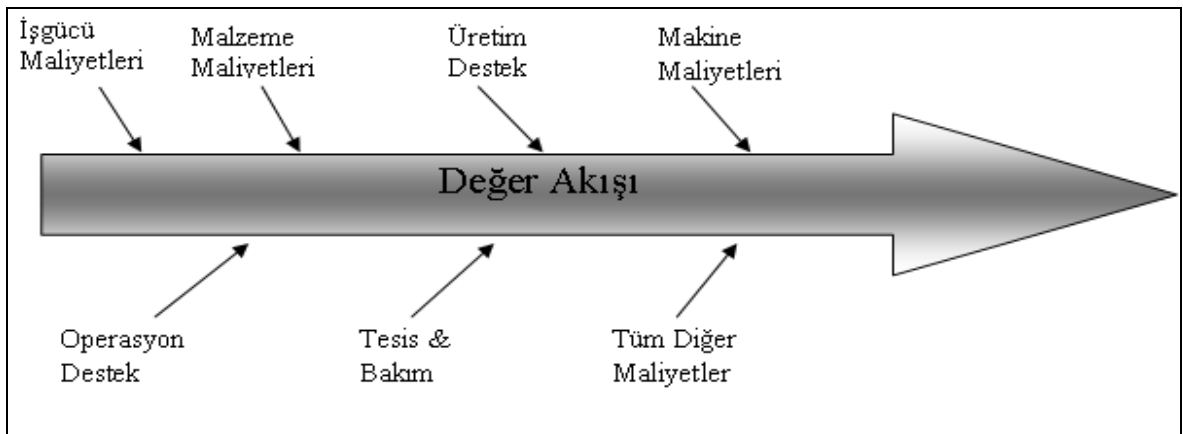 İşgücü
Maliyetleri
Malzeme
Maliyetleri
Üretim
Destek
Makine
Maliyetleri
Değer Akışı
Operasyon
Destek
Tesis &
Bakım
Tüm Diğer
Maliyetler